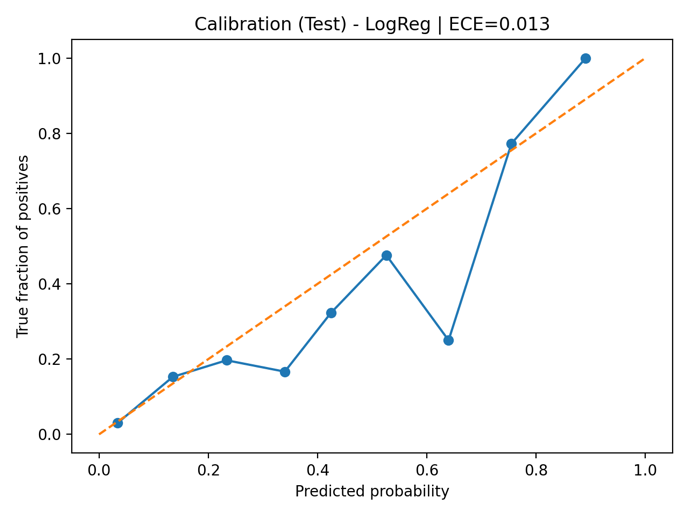 Calibration (Test) - LogReg | ECE=0.013
True fraction of positives
1.0
0.8
0.6
0.4
0.2
0.0
0.0 0.2 0.4 0.6 0.8 1.0
Predicted probability